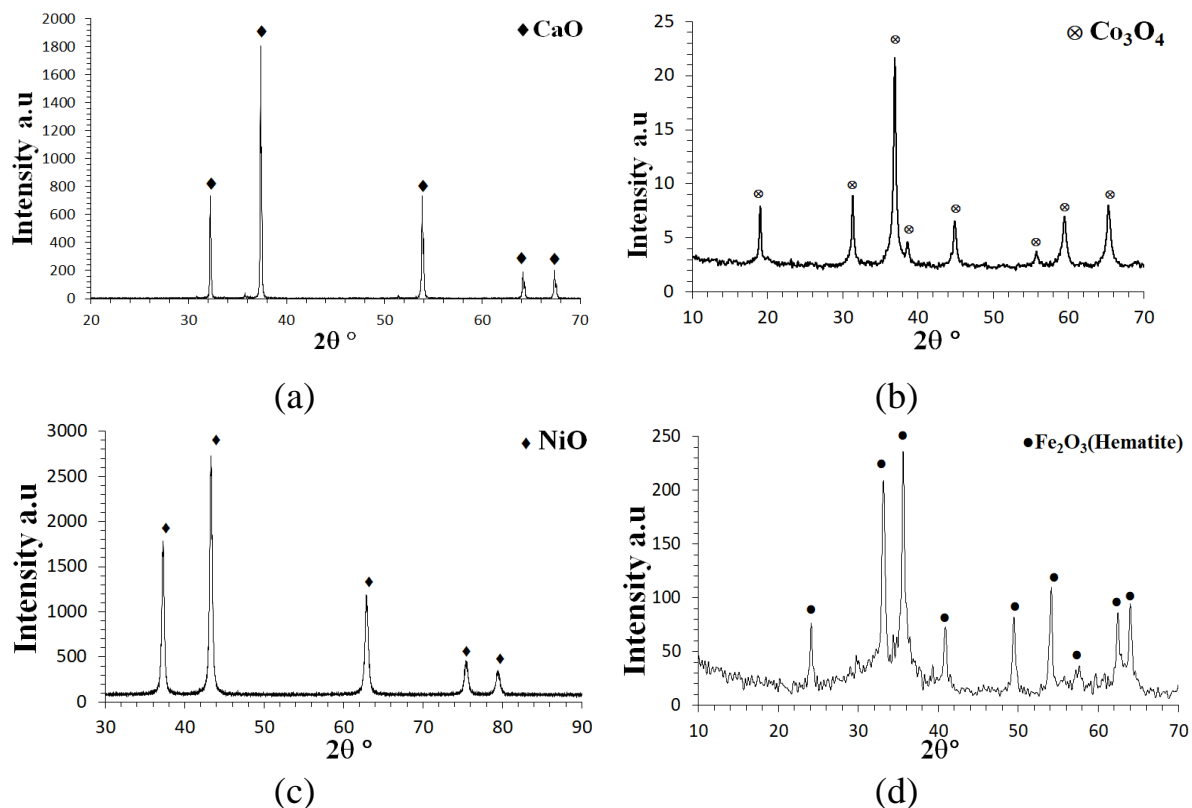 ◆ CaO
Intensity a.u
2000
1800
1600
1400
1200
1000
800
600
400
200
0
20 30 40 50 60 70
2θ °
(a)
⊗ Co₃O₄
Intensity a.u
25
20
15
10
5
0
10 20 30 40 50 60 70
2θ °
(b)
♦ NiO
Intensity a.u
3000
2500
2000
1500
1000
500
0
30 40 50 60 70 80 90
2θ °
(c)
● Fe₂O₃(Hematite)
Intensity a.u
250
200
150
100
50
0
10 20 30 40 50 60 70
2θ°
(d)